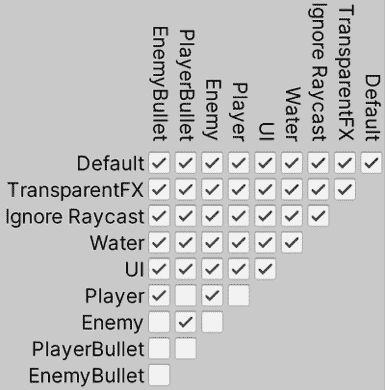 EnemyBullet
PlayerBullet
Enemy
Player
UI
Water
Ignore Raycast
TransparentFX
Default
Default
TransparentFX
Ignore Raycast
Water
UI
Player
Enemy
PlayerBullet
EnemyBullet